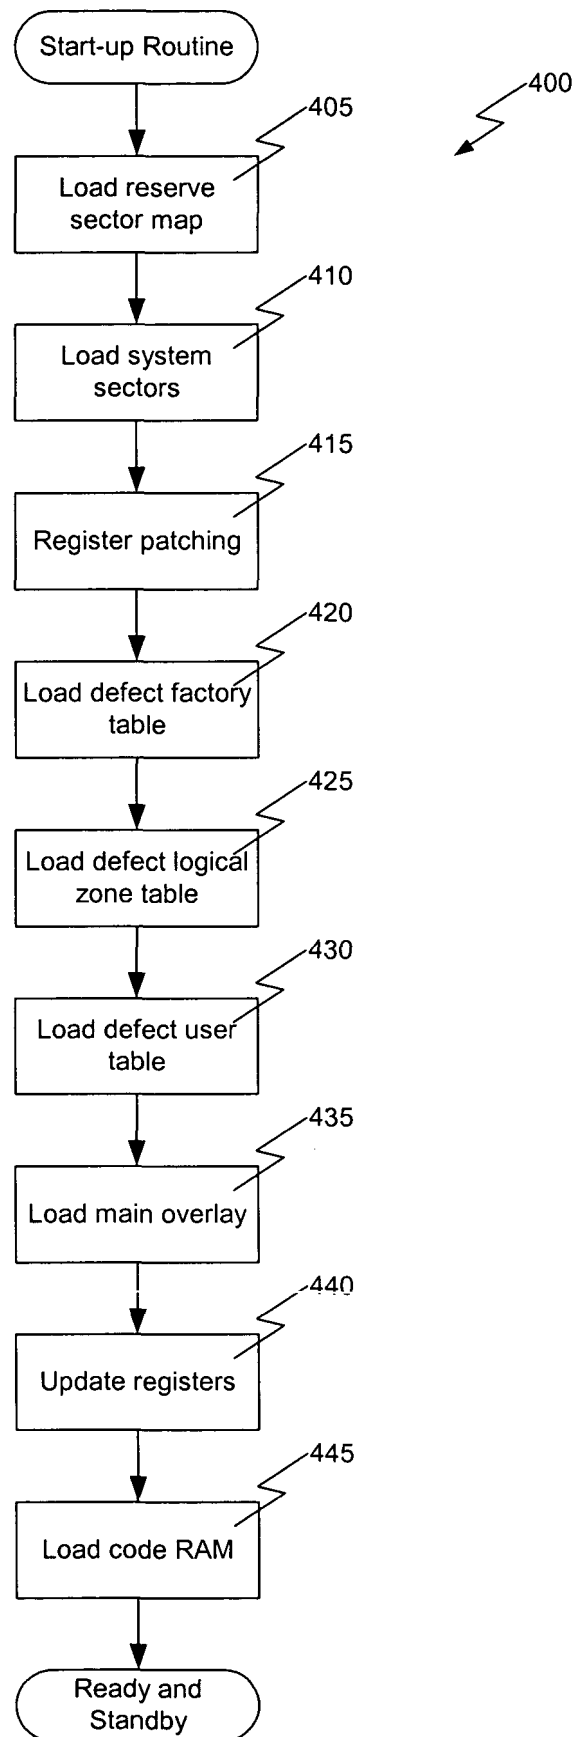 Start-up Routine
400
405
Load reserve
sector map
410
Load system
sectors
415
Register patching
420
Load defect factory
table
425
Load defect logical
zone table
430
Load defect user
table
435
Load main overlay
440
Update registers
445
Load code RAM
Ready and
Standby